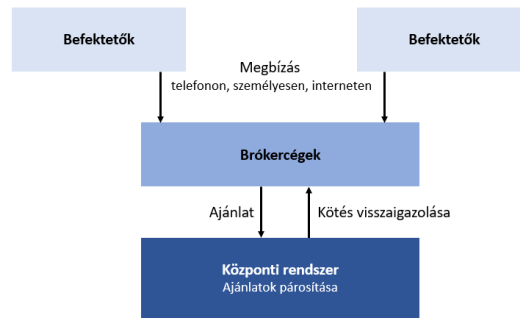 Befektetők
Befektetők
Megbízás
telefonon, személyesen, interneten
Brókercégek
Ajánlat
Kötés visszaigazolása
Központi rendszer
Ajánlatok párosítása